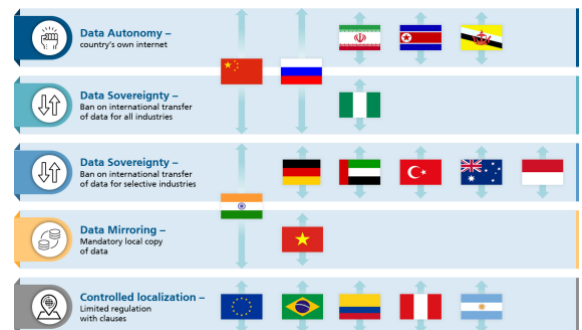 Data Autonomy –
country's own internet
Data Sovereignty –
Ban on international transfer
of data for all industries
Data Sovereignty –
Ban on international transfer
of data for selective industries
Data Mirroring –
Mandatory local copy
of data
Controlled localization –
Limited regulation
with clauses